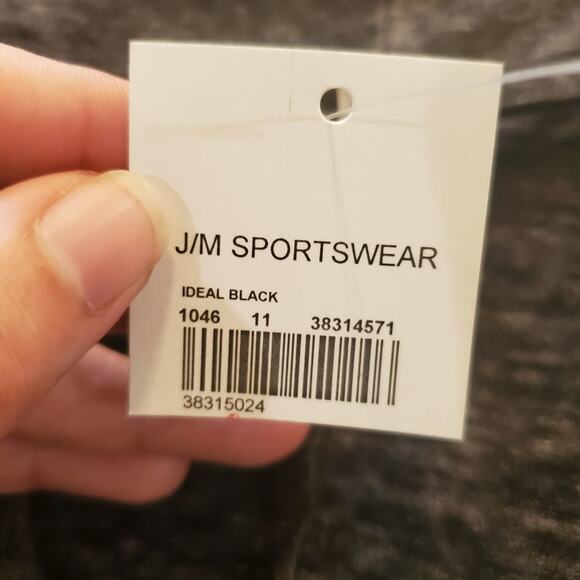 J/M SPORTSWEAR
IDEAL BLACK
1046 11 38314571
38315024